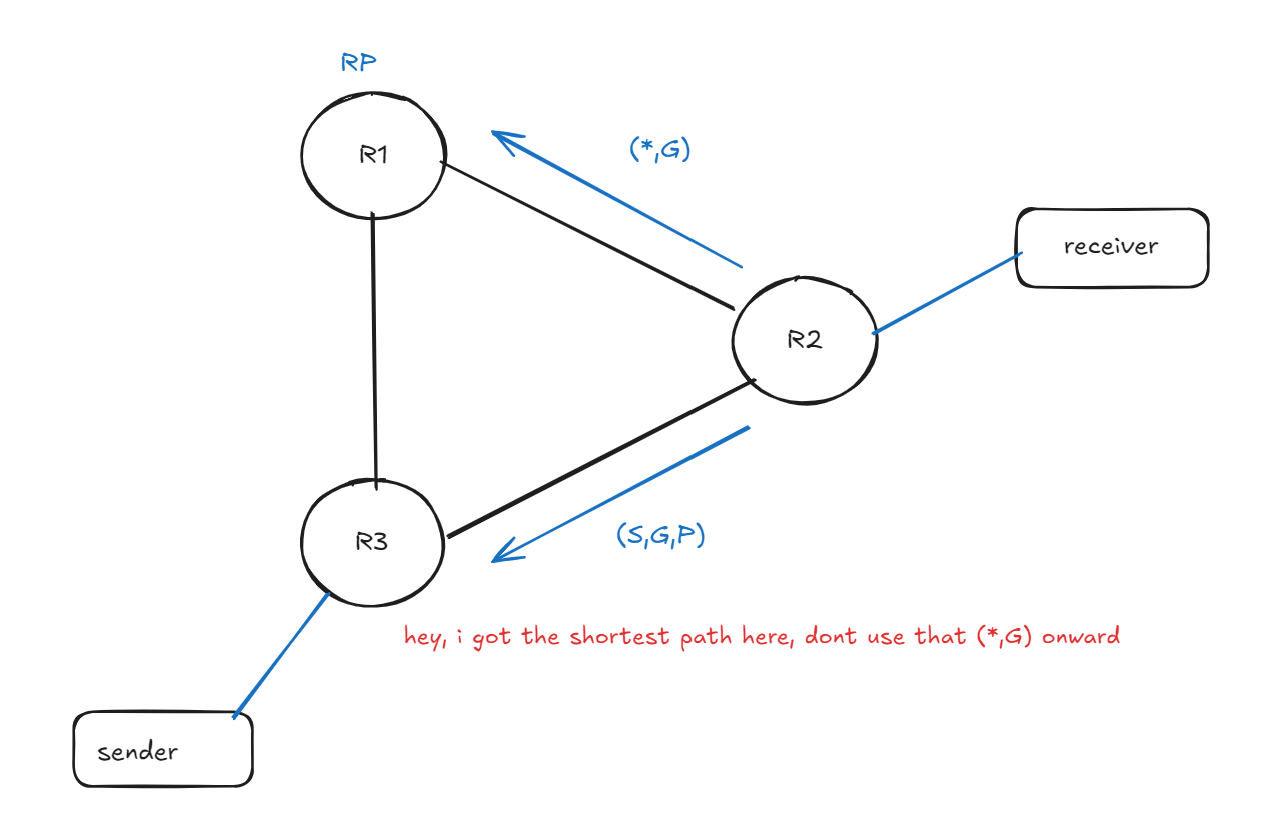 RP
R1
(*,G)
receiver
R2
R3
(S,G,P)
hey, i got the shortest path here, dont use that (*,G) onward
sender